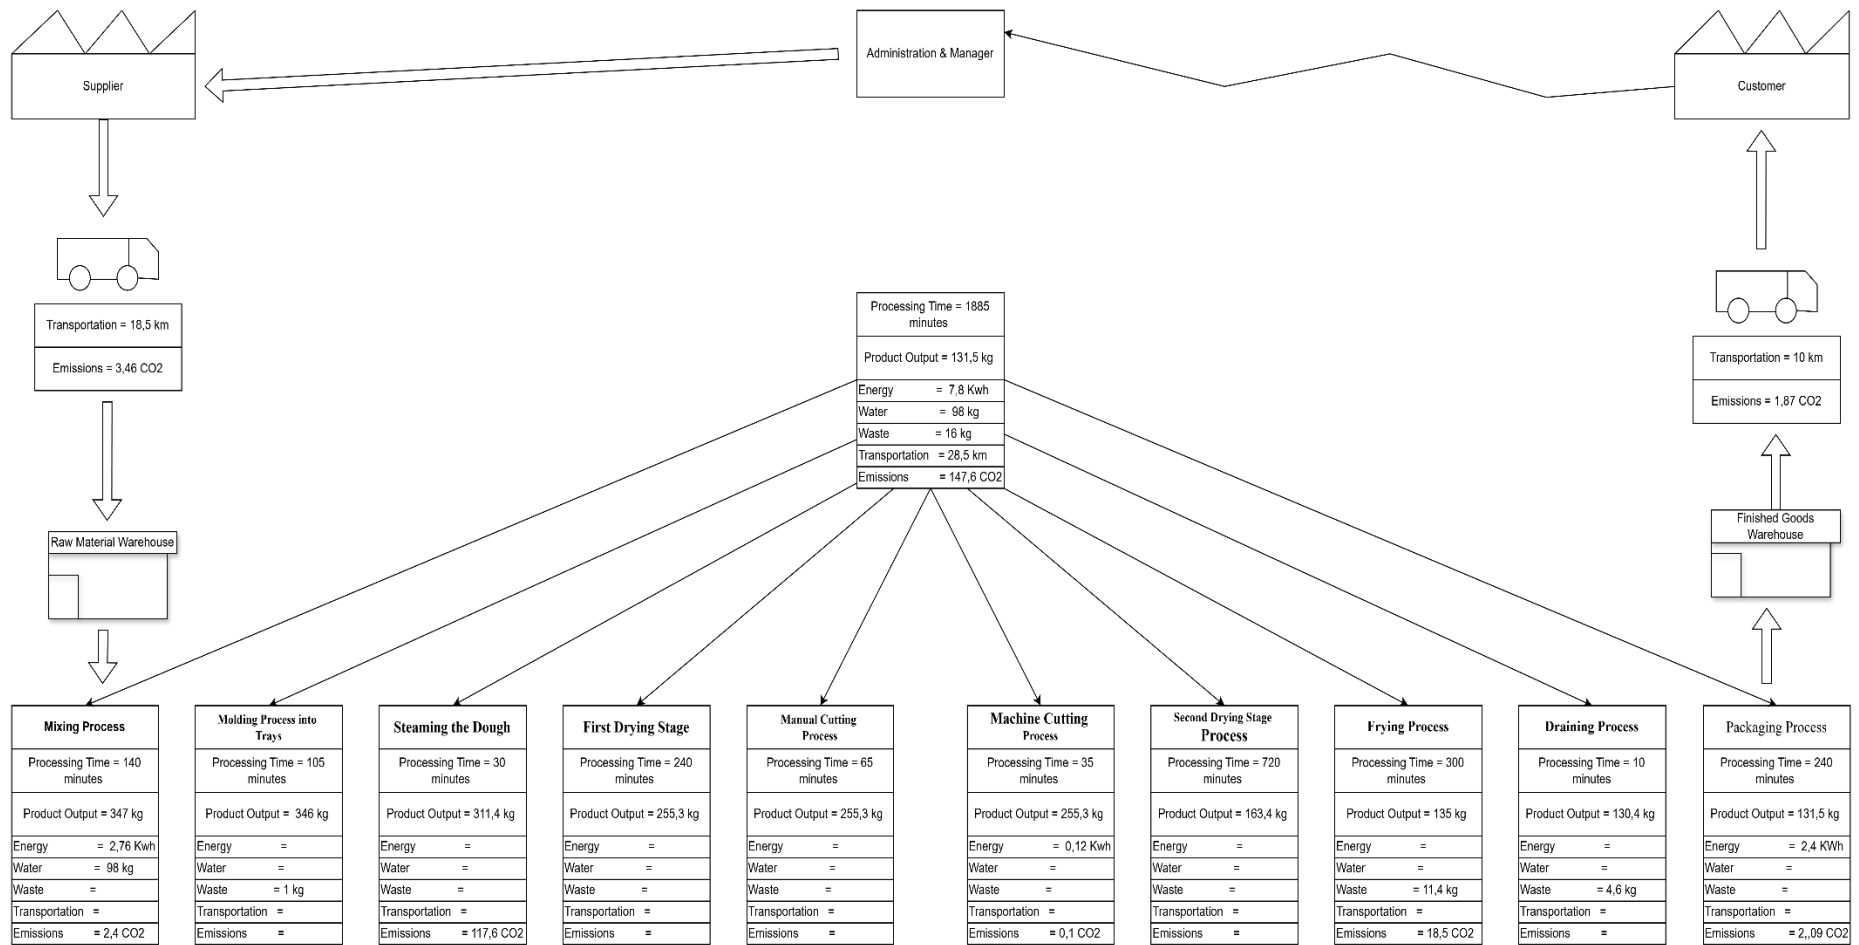 Supplier
Administration & Manager
Customer
Transportation = 18,5 km
Emissions = 3,46 CO2
Raw Material Warehouse
Processing Time = 1885
minutes
Product Output = 131,5 kg
Energy = 7,8 Kwh
Water = 98 kg
Waste = 16 kg
Transportation = 28,5 km
Emissions = 147,6 CO2
Transportation = 10 km
Emissions = 1,87 CO2
Finished Goods
Warehouse
Mixing Process
Processing Time = 140
minutes
Product Output = 347 kg
Energy = 2,76 Kwh
Water = 98 kg
Waste =
Transportation =
Emissions = 2,4 CO2
Molding Process into
Trays
Processing Time = 105
minutes
Product Output = 346 kg
Energy =
Water =
Waste = 1 kg
Transportation =
Emissions =
Steaming the Dough
Processing Time = 30
minutes
Product Output = 311,4 kg
Energy =
Water =
Waste =
Transportation =
Emissions = 117,6 CO2
First Drying Stage
Processing Time = 240
minutes
Product Output = 255,3 kg
Energy =
Water =
Waste =
Transportation =
Emissions =
Manual Cutting
Process
Processing Time = 65
minutes
Product Output = 255,3 kg
Energy =
Water =
Waste =
Transportation =
Emissions =
Machine Cutting
Process
Processing Time = 35
minutes
Product Output = 255,3 kg
Energy = 0,12 Kwh
Water =
Waste =
Transportation =
Emissions = 0,1 CO2
Second Drying Stage
Process
Processing Time = 720
minutes
Product Output = 163,4 kg
Energy =
Water =
Waste =
Transportation =
Emissions =
Frying Process
Processing Time = 300
minutes
Product Output = 135 kg
Energy =
Water =
Waste = 11,4 kg
Transportation =
Emissions = 18,5 CO2
Draining Process
Processing Time = 10
minutes
Product Output = 130,4 kg
Energy =
Water =
Waste = 4,6 kg
Transportation =
Emissions =
Packaging Process
Processing Time = 240
minutes
Product Output = 131,5 kg
Energy = 2,4 KWh
Water =
Waste =
Transportation =
Emissions = 2,,09 CO2